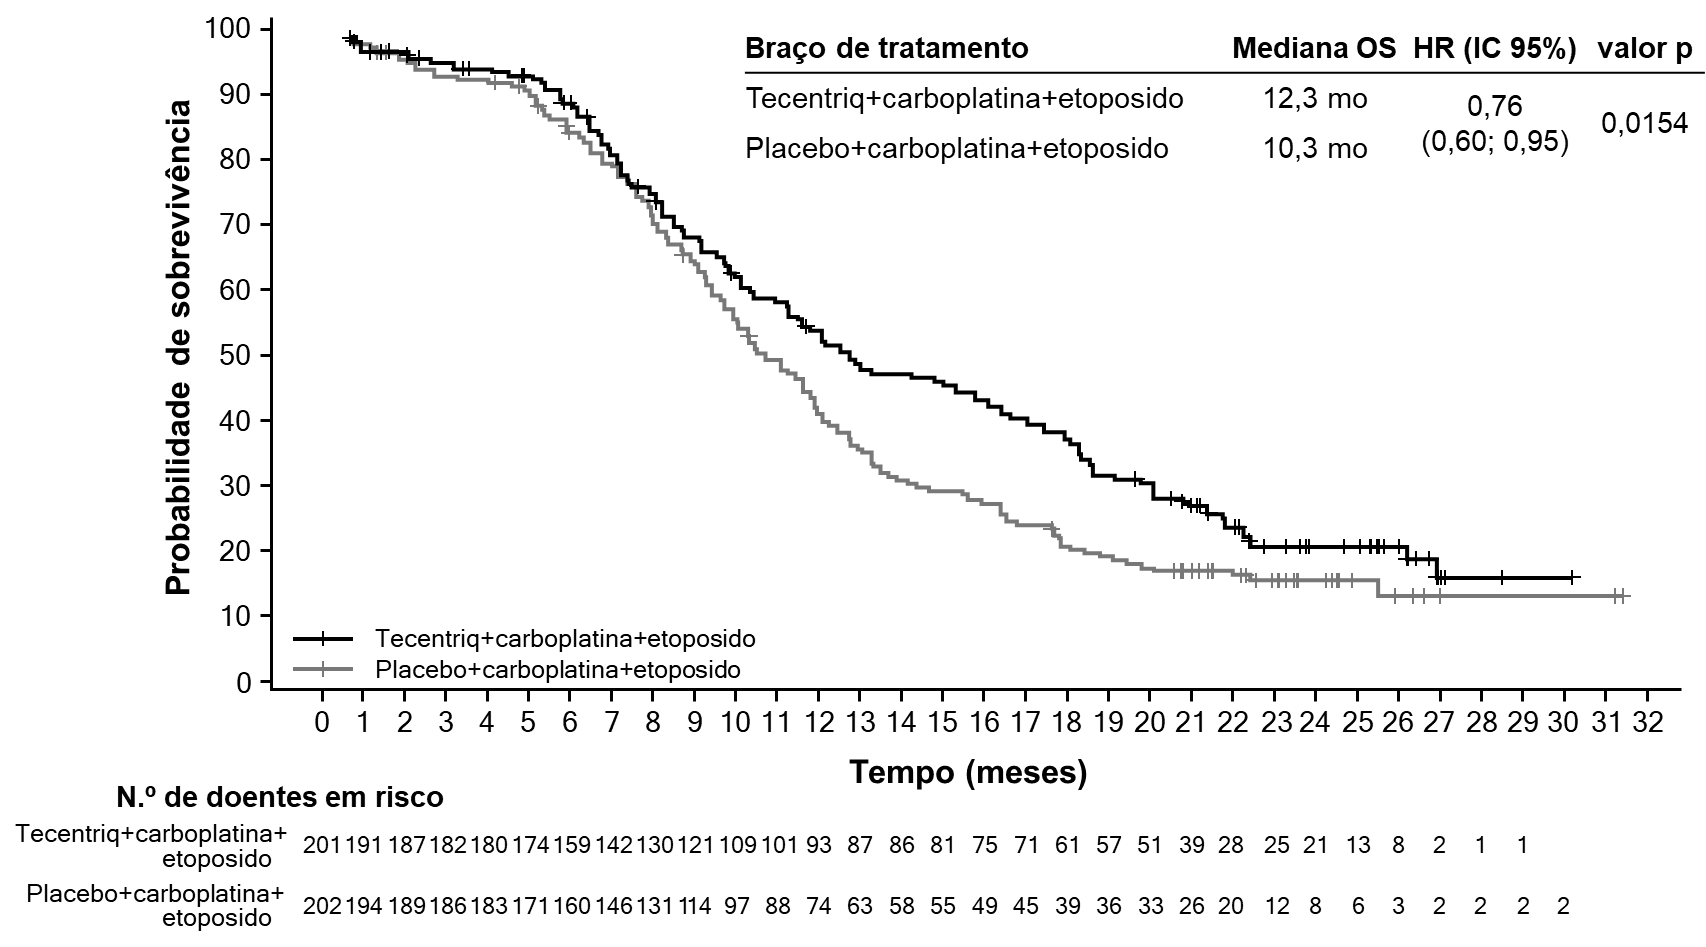 Braço de tratamento Mediana OS HR (IC 95%) valor p
Tecentriq+carboplatina+etoposido 12,3 mo 0,76 (0,60; 0,95) 0,0154
Placebo+carboplatina+etoposido 10,3 mo
Probabilidade de sobrevivência
100
90
80
70
60
50
40
30
20
10
0
Tecentriq+carboplatina+etoposido
Placebo+carboplatina+etoposido
0 1 2 3 4 5 6 7 8 9 10 11 12 13 14 15 16 17 18 19 20 21 22 23 24 25 26 27 28 29 30 31 32
Tempo (meses)
N.º de doentes em risco
Tecentriq+carboplatina+
etoposido 201 191 187 182 180 174 159 142 130 121 109 101 93 87 86 81 75 71 61 57 51 39 28 25 21 13 8 2 1 1
Placebo+carboplatina+
etoposido 202 194 189 186 183 171 160 146 131 114 97 88 74 63 58 55 49 45 39 36 33 26 20 12 8 6 3 2 2 2 2